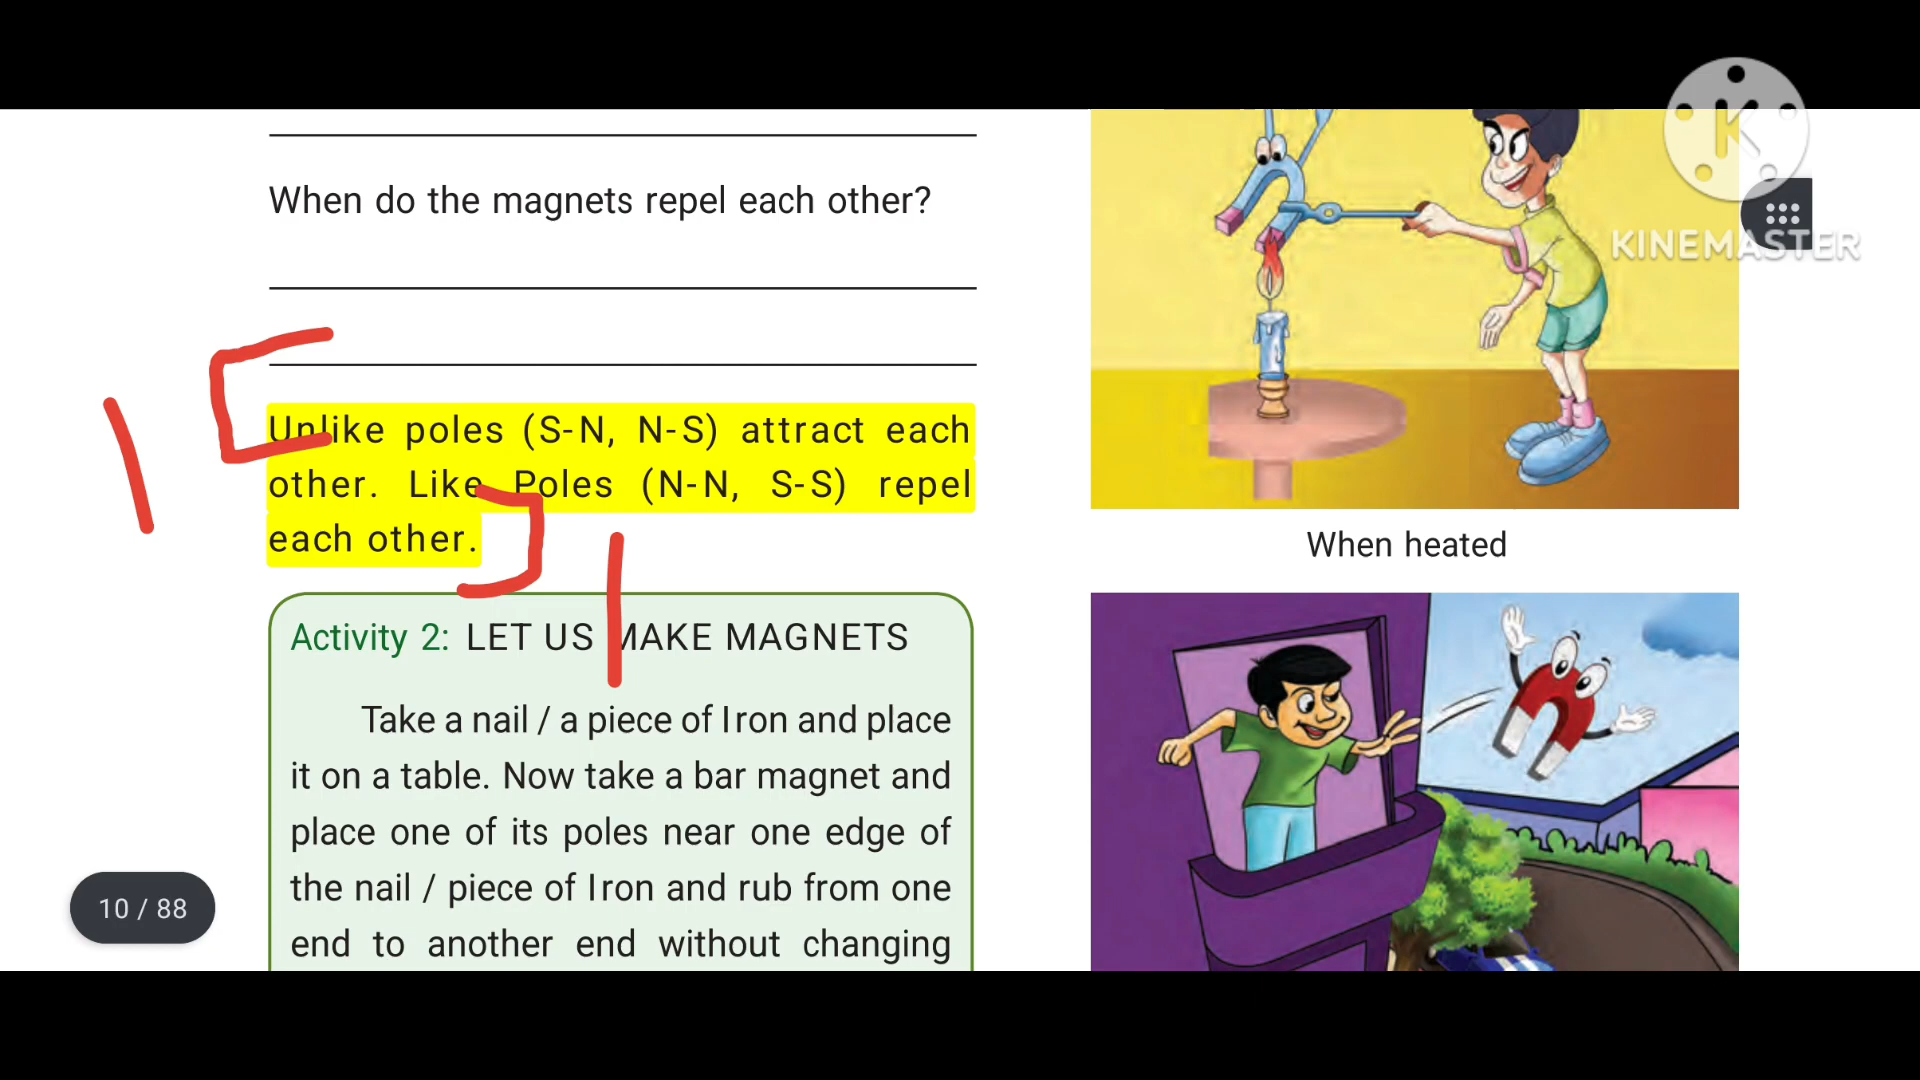 When do the magnets repel each other?
Unlike poles (S-N, N-S) attract each
other. Like Poles (N-N, S-S) repel
each other.
Activity 2: LET US MAKE MAGNETS
Take a nail / a piece of Iron and place
it on a table. Now take a bar magnet and
place one of its poles near one edge of
the nail / piece of Iron and rub from one
end to another end without changing
10 / 88
K
KINEMASTER
When heated